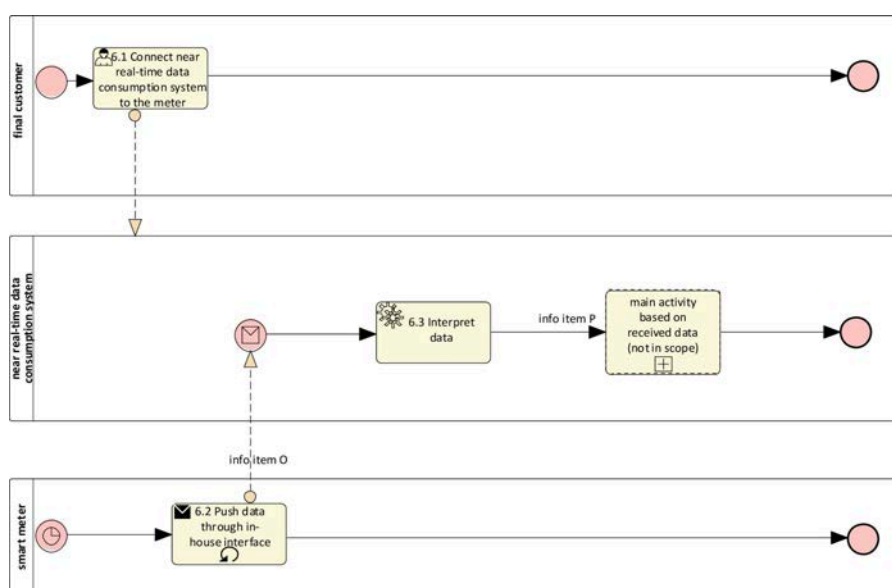 final customer
6.1 Connect near
real-time data
consumption system
to the meter
near real-time data
consumption system
6.3 Interpret
data
info item P
main activity
based on
received data
(not in scope)
info item O
smart meter
6.2 Push data
through in-
house interface